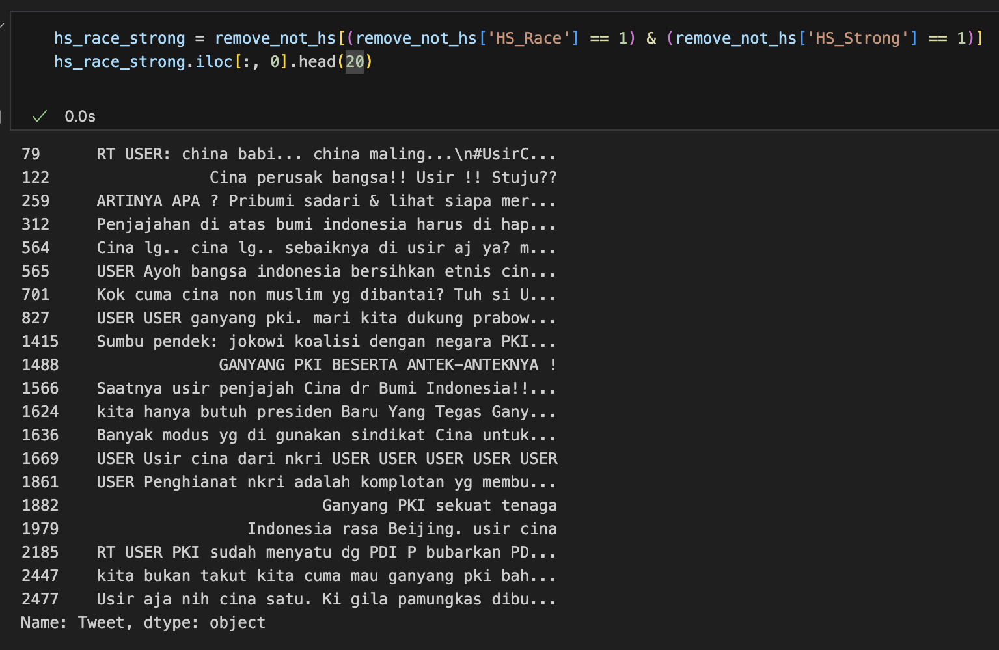 hs_race_strong = remove_not_hs[(remove_not_hs['HS_Race'] == 1) & (remove_not_hs['HS_Strong'] == 1)]
hs_race_strong.iloc[:, 0].head(20)
0.0s
79 RT USER: china babi... china maling...\n#UsirC...
122 Cina perusak bangsa!! Usir !! Stuju??
259 ARTINYA APA ? Pribumi sadari & lihat siapa mer...
312 Penjajahan di atas bumi indonesia harus di hap...
564 Cina lg.. cina lg.. sebaiknya di usir aj ya? m...
565 USER Ayoh bangsa indonesia bersihkan etnis cin...
701 Kok cuma cina non muslim yg dibantai? Tuh si U...
827 USER USER ganyang pki. mari kita dukung prabow...
1415 Sumbu pendek: jokowi koalisi dengan negara PKI...
1488 GANYANG PKI BESERTA ANTEK-ANTEKNYA !
1566 Saatnya usir penjajah Cina dr Bumi Indonesia!!...
1624 kita hanya butuh presiden Baru Yang Tegas Gany...
1636 Banyak modus yg di gunakan sindikat Cina untuk...
1669 USER Usir cina dari nkri USER USER USER USER USER
1861 USER Penghianat nkri adalah komplotan yg membu...
1882 Ganyang PKI sekuat tenaga
1979 Indonesia rasa Beijing. usir cina
2185 RT USER PKI sudah menyatu dg PDI P bubarkan PD...
2447 kita bukan takut kita cuma mau ganyang pki bah...
2477 Usir aja nih cina satu. Ki gila pamungkas dibu...
Name: Tweet, dtype: object